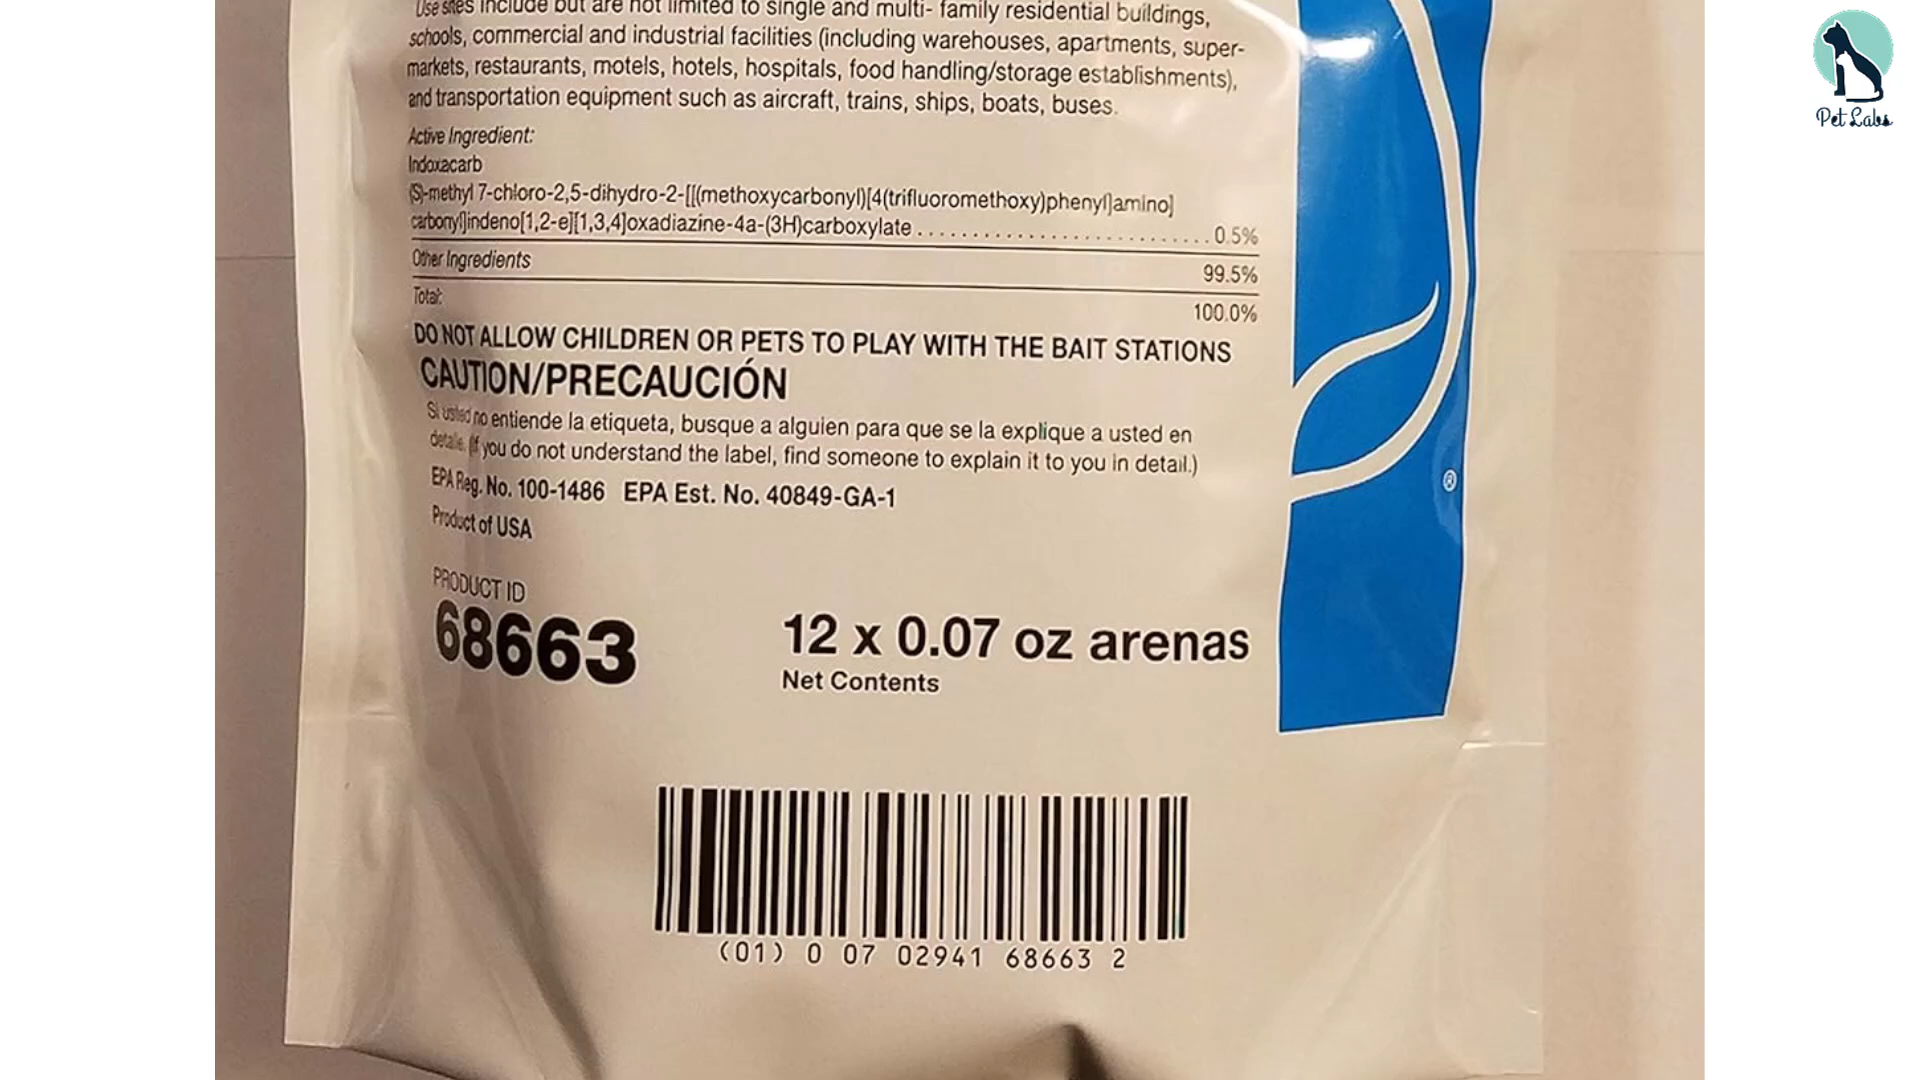 Use sites include but are not limited to single and multi- family residential buildings,
schools, commercial and industrial facilities (including warehouses, apartments, super-
markets, restaurants, motels, hotels, hospitals, food handling/storage establishments),
and transportation equipment such as aircraft, trains, ships, boats, buses.
Active Ingredient:
Indoxacarb
(S)-methyl 7-chloro-2,5-dihydro-2-[[(methoxycarbonyl)[4(trifluoromethoxy)phenyl]amino]
carbonyl]indeno[1,2-e][1,3,4]oxadiazine-4a-(3H)carboxylate ............................ 0.5%
Other Ingredients 99.5%
Total: 100.0%
DO NOT ALLOW CHILDREN OR PETS TO PLAY WITH THE BAIT STATIONS
CAUTION/PRECAUCIÓN
Si usted no entiende la etiqueta, busque a alguien para que se la explique a usted en
detalle. (If you do not understand the label, find someone to explain it to you in detail.)
EPA Reg. No. 100-1486 EPA Est. No. 40849-GA-1
Product of USA
PRODUCT ID
68663
12 x 0.07 oz arenas
Net Contents
(01) 0 07 02941 68663 2
®
Pet Labs